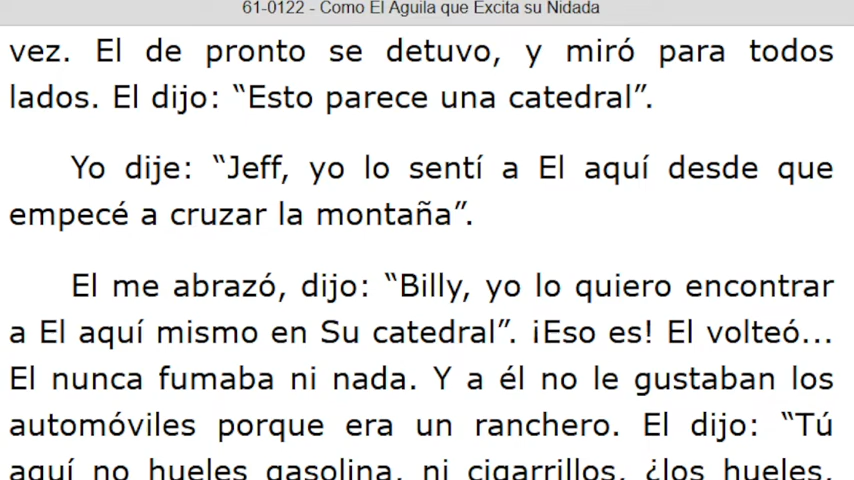 61-0122 - Como El Aguila que Excita su Nidada
vez. El de pronto se detuvo, y miró para todos
lados. El dijo: “Esto parece una catedral”.
Yo dije: “Jeff, yo lo sentí a El aquí desde que
empecé a cruzar la montaña”.
El me abrazó, dijo: “Billy, yo lo quiero encontrar
a El aquí mismo en Su catedral”. ¡Eso es! El volteó...
El nunca fumaba ni nada. Y a él no le gustaban los
automóviles porque era un ranchero. El dijo: “Tú
aquí no hueles gasolina, ni cigarrillos, ¿los hueles,